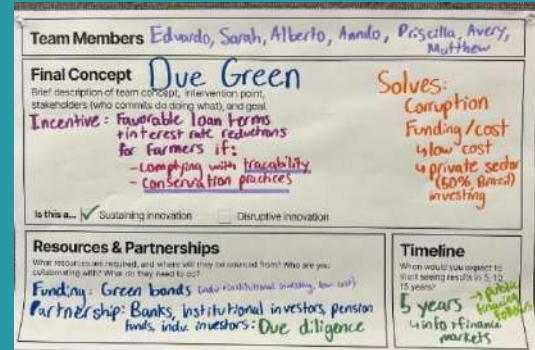 Team Members Eduardo, Sarah, Alberto, Anndo, Priscilla, Avery,
Matthew
Final Concept Due Green
Brief description of team concept, intervention point,
stakeholders (who commits do doing what), and goal
Incentive: Favorable loan terms
+interest rate reductions
for farmers if:
-complying with tracability
-conservation practices
Is this a... ✓ Sustaining innovation Disruptive innovation
Solves:
Corruption
Funding/cost
↳low cost
↳private sector
(50% Brazil)
investing
Resources & Partnerships
What resources are required, and where will they be sourced from? Who are you
collaborating with? What do they need to do?
Funding: Green bonds
Partnership: Banks, Institutional investors, pension
funds, indv. investors: Due diligence
Timeline
When would you expect to
start seeing results in 5, 10,
15 years?
5 years → public
financing
follows
↳info+finance
markets